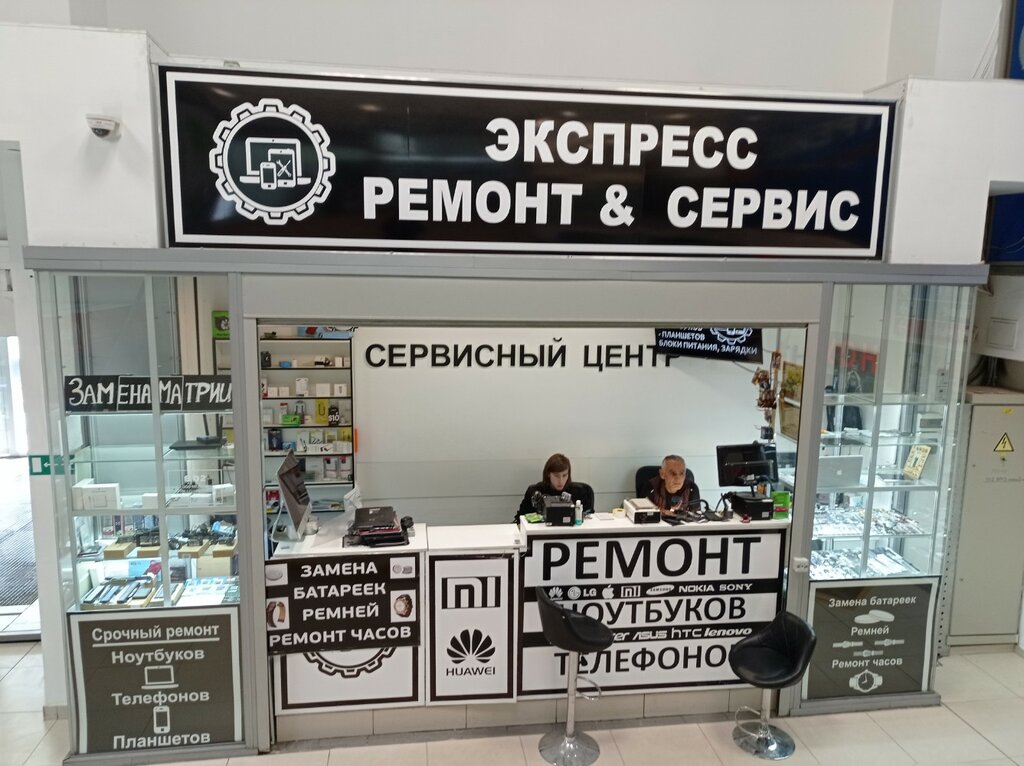 ЭКСПРЕСС
РЕМОНТ & СЕРВИС
СЕРВИСНЫЙ ЦЕНТР
- ПЛАНШЕТОВ
БЛОКИ ПИТАНИЯ, ЗАРЯДКИ
ЗАМЕНА МАТРИЦ
ЗАМЕНА
БАТАРЕЕК
РЕМНЕЙ
РЕМОНТ ЧАСОВ
MI
HUAWEI
РЕМОНТ
LG MI SAMSUNG NOKIA SONY
НОУТБУКОВ
acer ASUS hTC lenovo
ТЕЛЕФОНОВ
Срочный ремонт
Ноутбуков
Телефонов
Планшетов
Замена батареек
Ремней
Ремонт часов